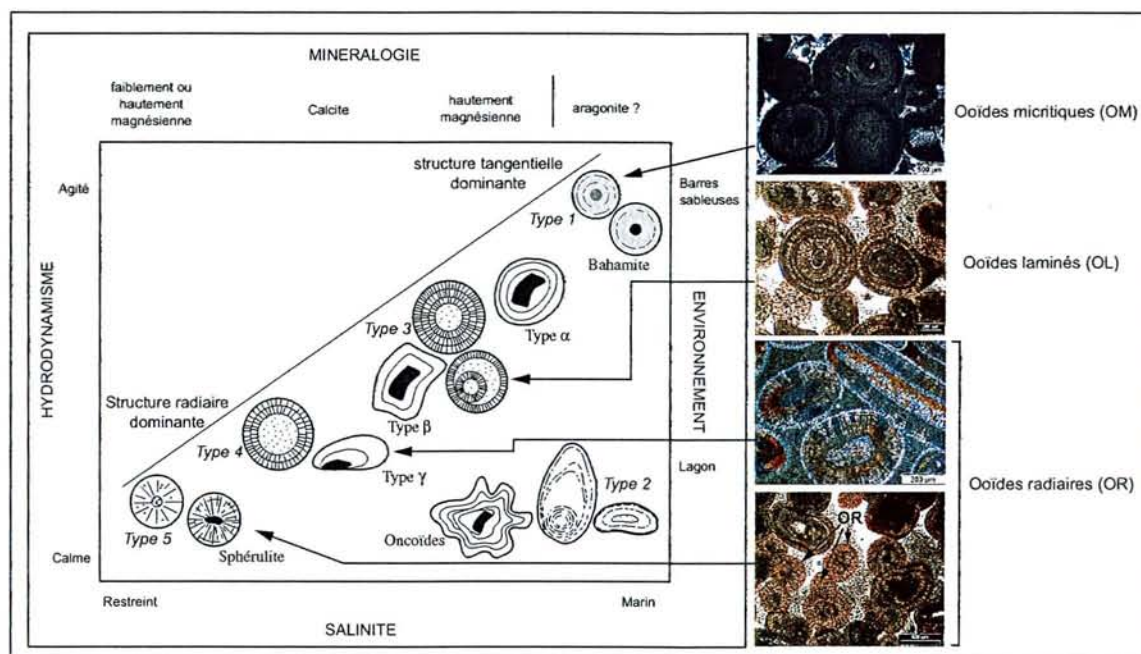 MINERALOGIE
faiblement ou
hautement
magnésienne
Calcite
hautement
magnésienne
aragonite ?
HYDRODYNAMISME
Agité
Calme
structure tangentielle
dominante
Type 1
Bahamite
Type 3
Type α
Type β
Structure radiaire
dominante
Type 4
Type γ
Type 2
Type 5
Sphérulite
Oncoïdes
Barres
sableuses
ENVIRONNEMENT
Lagon
Restreint
Marin
SALINITE
Ooïdes micritiques (OM)
Ooïdes laminés (OL)
200 µm
Ooïdes radiaires (OR)
OR